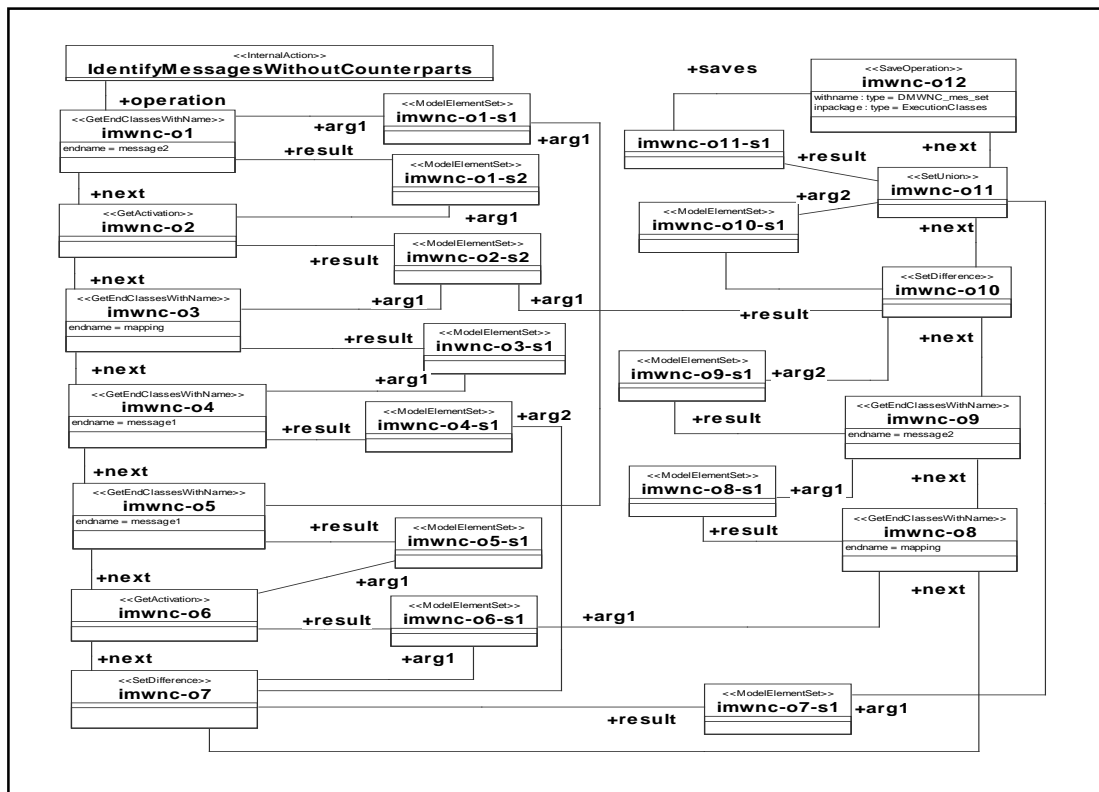 <<InternalAction>>
IdentifyMessagesWithoutCounterparts
+operation
<<GetEndClassesWithName>>
imwnc-o1
endname = message2
+arg1
<<ModelElementSet>>
imwnc-o1-s1
+arg1
+result
<<ModelElementSet>>
imwnc-o1-s2
+next
+arg1
<<GetActivation>>
imwnc-o2
<<ModelElementSet>>
imwnc-o2-s2
+result
+next
+arg1
+arg1
<<GetEndClassesWithName>>
imwnc-o3
endname = mapping
<<ModelElementSet>>
inwnc-o3-s1
+result
+next
+arg1
<<GetEndClassesWithName>>
imwnc-o4
endname = message1
<<ModelElementSet>>
imwnc-o4-s1
+arg2
+result
+next
<<GetEndClassesWithName>>
imwnc-o5
endname = message1
+result
<<ModelElementSet>>
imwnc-o5-s1
+next
+arg1
<<GetActivation>>
imwnc-o6
<<ModelElementSet>>
imwnc-o6-s1
+result
+arg1
+next
+arg1
<<SetDifference>>
imwnc-o7
+result
<<ModelElementSet>>
imwnc-o7-s1
+arg1
+saves
<<SaveOperation>>
imwnc-o12
withname : type = DMWNC_mes_set
inpackage : type = ExecutionClasses
imwnc-o11-s1
+result
+next
<<SetUnion>>
imwnc-o11
+arg2
<<ModelElementSet>>
imwnc-o10-s1
+next
<<SetDifference>>
imwnc-o10
+result
+next
<<ModelElementSet>>
imwnc-o9-s1
+arg2
<<GetEndClassesWithName>>
imwnc-o9
endname = message2
+result
+next
<<ModelElementSet>>
imwnc-o8-s1
+arg1
<<GetEndClassesWithName>>
imwnc-o8
endname = mapping
+result
+next